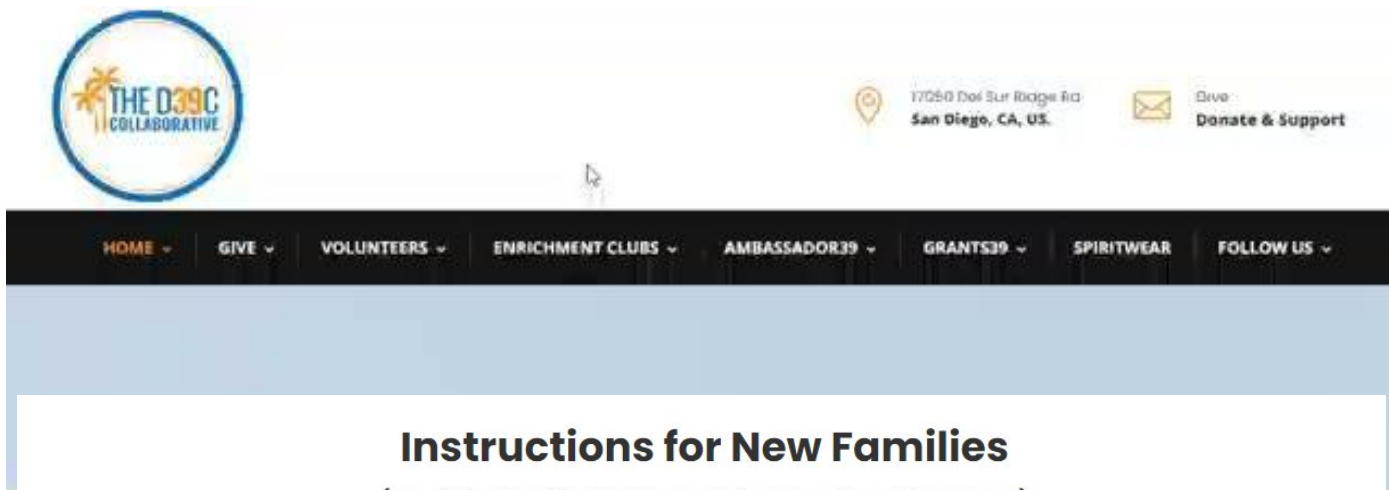 THE D39C
COLLABORATIVE
17050 Del Sur Ridge Rd
San Diego, CA, US.
Give
Donate & Support
HOME GIVE VOLUNTEERS ENRICHMENT CLUBS AMBASSADOR39 GRANTS39 SPIRITWEAR FOLLOW US
Instructions for New Families